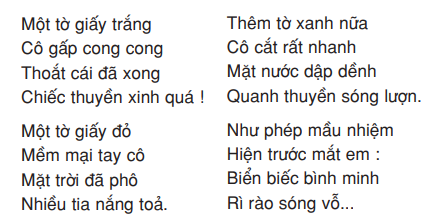 Một tờ giấy trắng
Cô gấp cong cong
Thoắt cái đã xong
Chiếc thuyền xinh quá !
Một tờ giấy đỏ
Mềm mại tay cô
Mặt trời đã phô
Nhiều tia nắng toả.
Thêm tờ xanh nữa
Cô cắt rất nhanh
Mặt nước dập dềnh
Quanh thuyền sóng lượn.
Như phép mầu nhiệm
Hiện trước mắt em :
Biển biếc bình minh
Rì rào sóng vỗ...